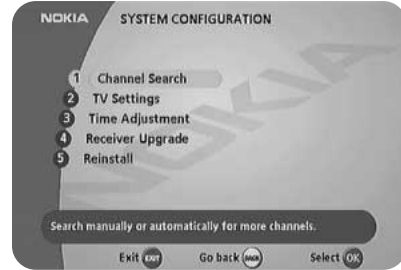 NOKIA SYSTEM CONFIGURATION
1 Channel Search
2 TV Settings
3 Time Adjustment
4 Receiver Upgrade
5 Reinstall
NOKIA
Search manually or automatically for more channels.
Exit EXIT Go back BACK Select OK